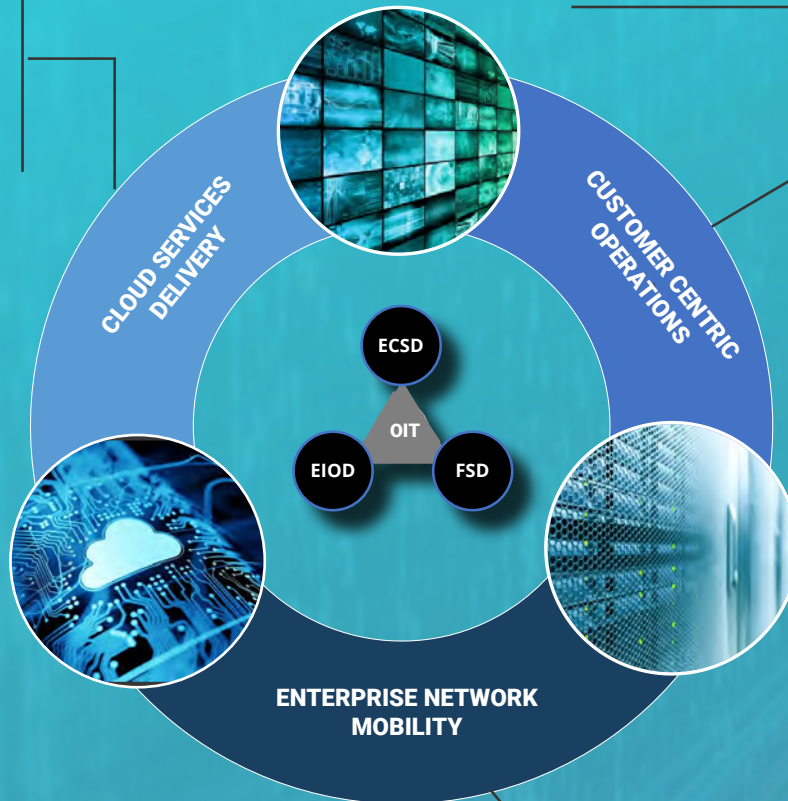 CLOUD SERVICES
DELIVERY
CUSTOMER CENTRIC
OPERATIONS
ECSD
OIT
EIOD
FSD
ENTERPRISE NETWORK
MOBILITY